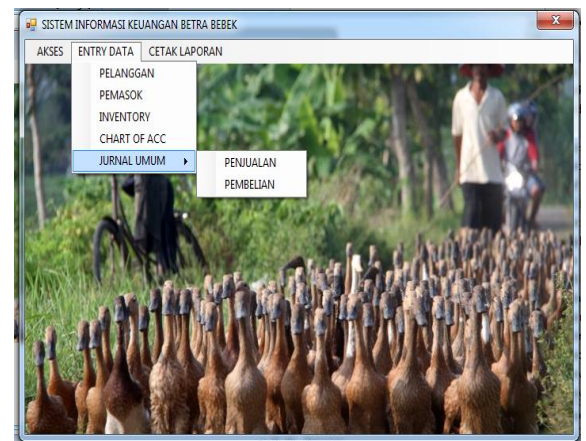 SISTEM INFORMASI KEUANGAN BETRA BEBEK
AKSES ENTRY DATA CETAK LAPORAN
PELANGGAN
PEMASOK
INVENTORY
CHART OF ACC
JURNAL UMUM PENJUALAN
PEMBELIAN